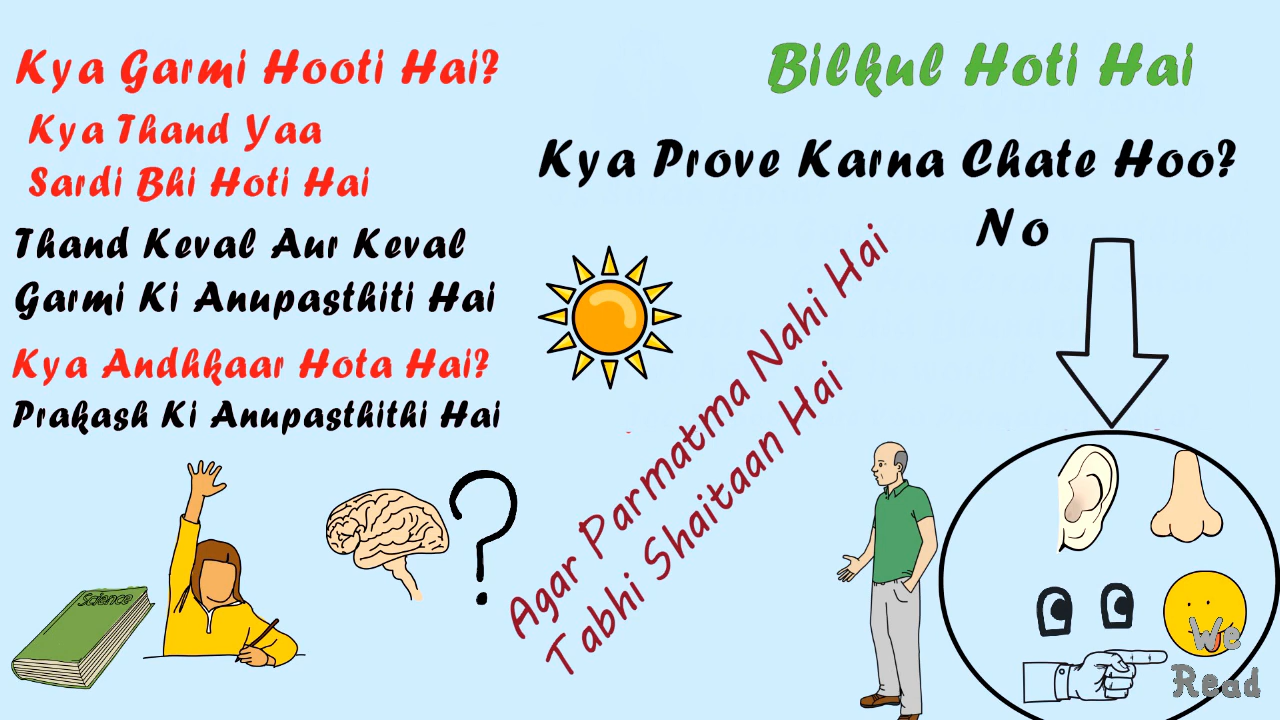 Kya Garmi Hooti Hai?
Kya Thand Yaa
Sardi Bhi Hoti Hai
Thand Keval Aur Keval
Garmi Ki Anupasthiti Hai
Kya Andhkaar Hota Hai?
Prakash Ki Anupasthithi Hai
Bilkul Hoti Hai
Kya Prove Karna Chate Hoo?
No
Agar Parmatma Nahi Hai
Tabhi Shaitaan Hai
Science
We
Read